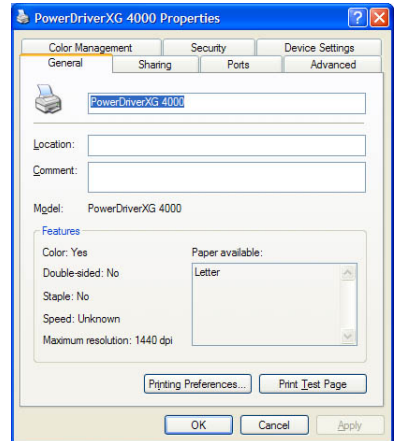 PowerDriverXG 4000 Properties
Color Management Security Device Settings
General Sharing Ports Advanced
PowerDriverXG 4000
Location:
Comment:
Model: PowerDriverXG 4000
Features
Color: Yes Paper available:
Double-sided: No Letter
Staple: No
Speed: Unknown
Maximum resolution: 1440 dpi
Printing Preferences... Print Test Page
OK Cancel Apply